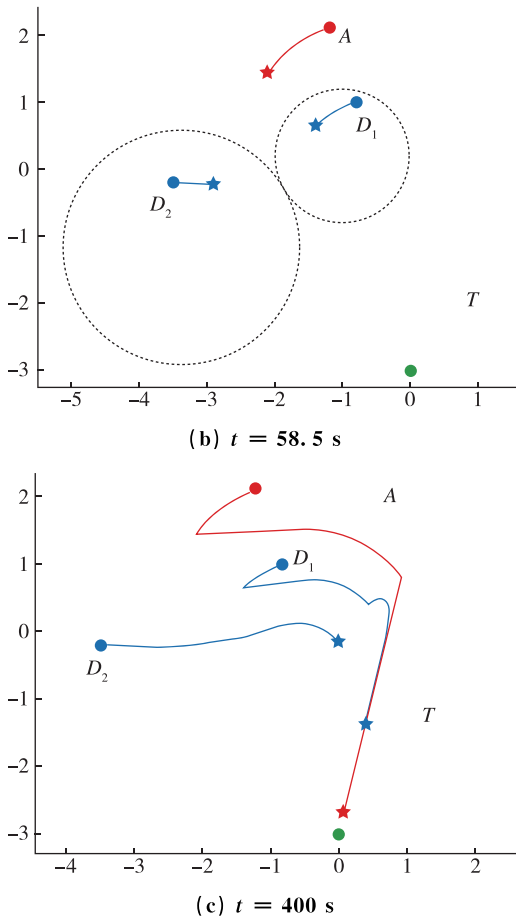 2
A
1
D₁
0
D₂
−1
−2
T
−3
−5 −4 −3 −2 −1 0 1
(b) t = 58.5 s
2
A
1
D₁
0
D₂
−1
T
−2
−3
−4 −3 −2 −1 0 1 2
(c) t = 400 s